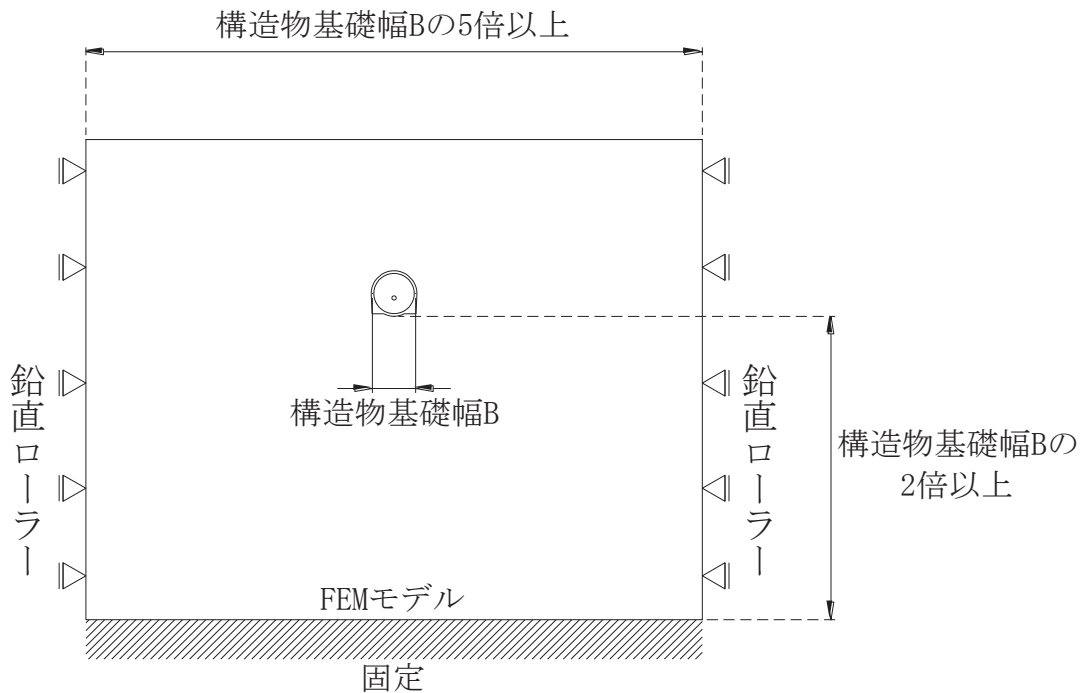 構造物基礎幅Bの5倍以上
鉛直ローラー
構造物基礎幅B
鉛直ローラー
構造物基礎幅Bの
2倍以上
FEMモデル
固定